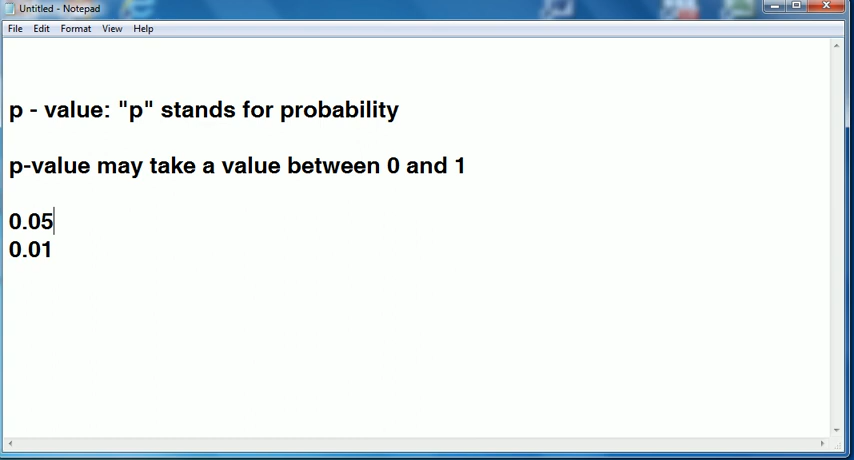 Untitled - Notepad
File Edit Format View Help
p - value: "p" stands for probability
p-value may take a value between 0 and 1
0.05
0.01